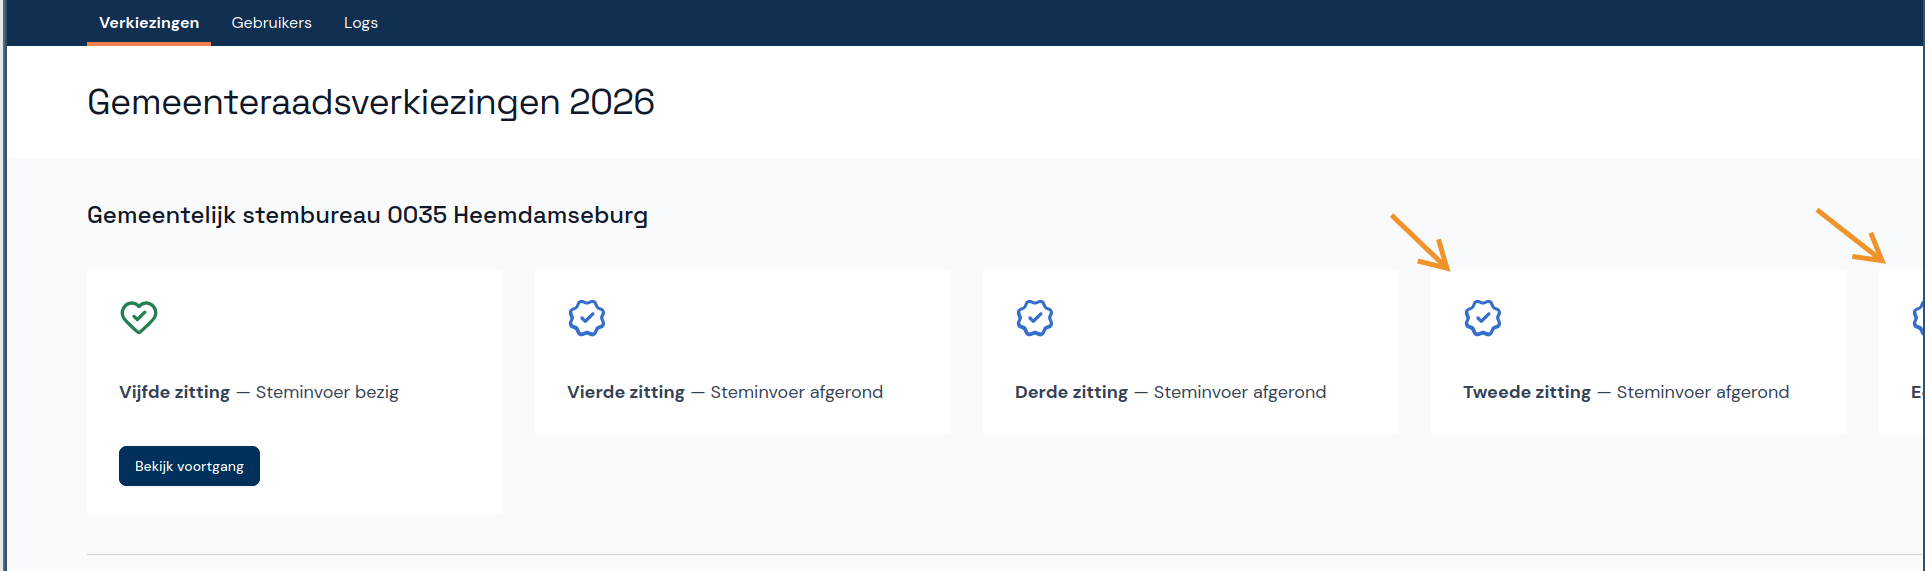 Verkiezingen Gebruikers Logs
Gemeenteraadsverkiezingen 2026
Gemeentelijk stembureau 0035 Heemdamseburg
Vijfde zitting — Steminvoer bezig
Vierde zitting — Steminvoer afgerond
Derde zitting — Steminvoer afgerond
Tweede zitting — Steminvoer afgerond
Bekijk voortgang